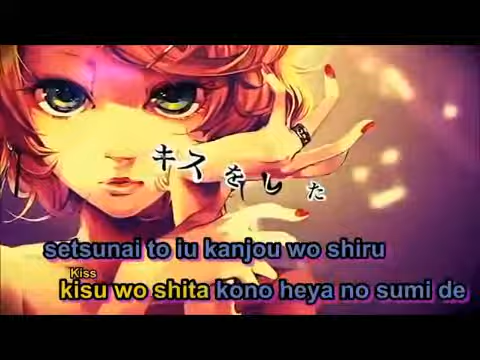 キスをした
setsunai to iu kanjou wo shiru
Kiss
kisu wo shita kono heya no sumi de